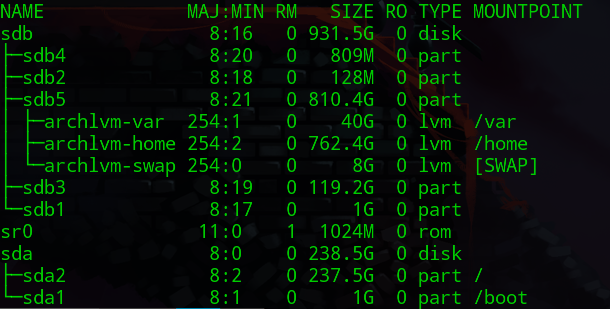 NAME MAJ:MIN RM SIZE RO TYPE MOUNTPOINT
sdb 8:16 0 931.5G 0 disk
├─sdb4 8:20 0 809M 0 part
├─sdb2 8:18 0 128M 0 part
├─sdb5 8:21 0 810.4G 0 part
│ ├─archlvm-var 254:1 0 40G 0 lvm /var
│ ├─archlvm-home 254:2 0 762.4G 0 lvm /home
│ └─archlvm-swap 254:0 0 8G 0 lvm [SWAP]
├─sdb3 8:19 0 119.2G 0 part
└─sdb1 8:17 0 1G 0 part
sr0 11:0 1 1024M 0 rom
sda 8:0 0 238.5G 0 disk
├─sda2 8:2 0 237.5G 0 part /
└─sda1 8:1 0 1G 0 part /boot